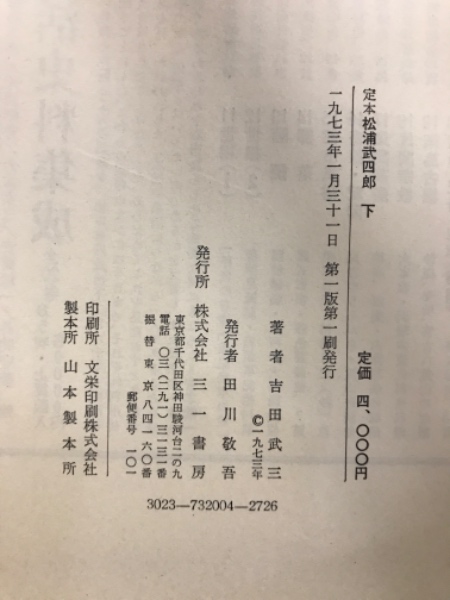 定本 松浦武四郎 下
定価 四、〇〇〇円
一九七三年一月三十一日 第一版第一刷発行
著者 吉田武三
©一九七三年
発行者 田川敬吾
発行所 株式会社 三一書房
東京都千代田区神田駿河台二の九
電話 〇三(二九一)三一三一番
振替東京八四一六〇番
郵便番号 一〇一
印刷所 文栄印刷株式会社
製本所 山本製本所
3023—732004—2726